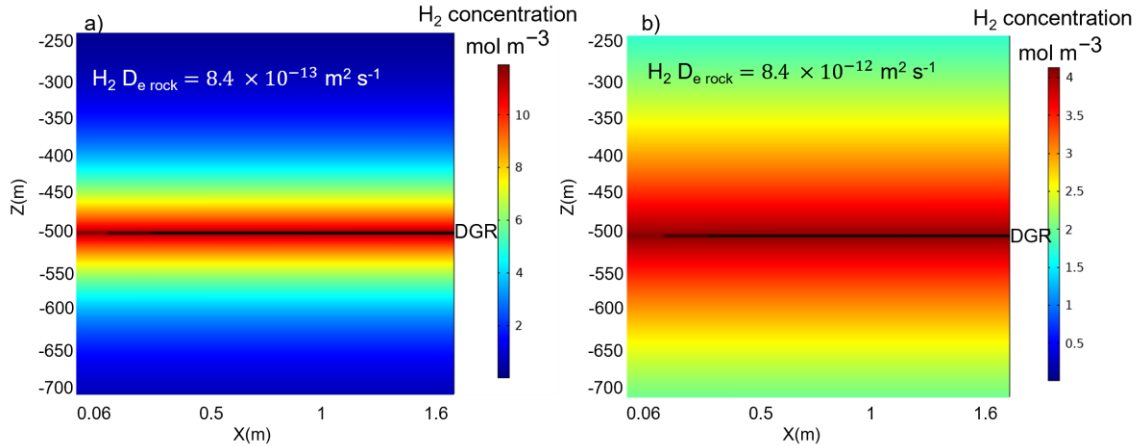 a)
H₂ concentration
mol m⁻³
H₂ Dₑ rock = 8.4 × 10⁻¹³ m² s⁻¹
-250
-300
-350
-400
-450
-500
-550
-600
-650
-700
Z(m)
0.06 0.5 1 1.6
X(m)
DGR
10
8
6
4
2
b)
H₂ concentration
mol m⁻³
H₂ Dₑ rock = 8.4 × 10⁻¹² m² s⁻¹
-250
-300
-350
-400
-450
-500
-550
-600
-650
-700
Z(m)
0.06 0.5 1 1.6
X(m)
DGR
4
3.5
3
2.5
2
1.5
1
0.5